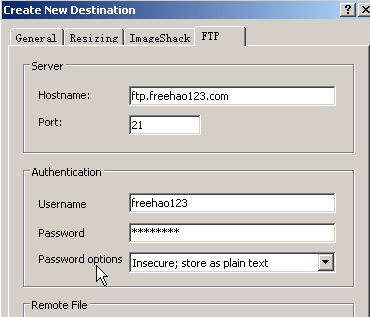 Create New Destination
General Resizing ImageShack FTP
Server
Hostname: ftp.freehao123.com
Port: 21
Authentication
Username freehao123
Password ********
Password options Insecure; store as plain text
Remote File